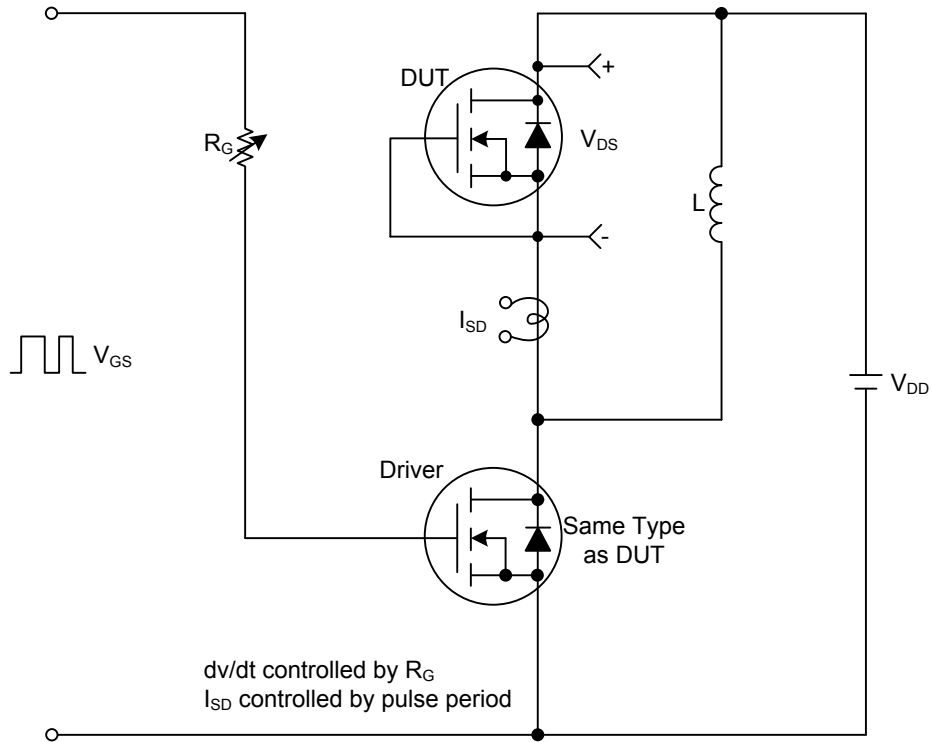 DUT
+
R_G
V_DS
L
-
I_SD
V_GS
V_DD
Driver
Same Type
as DUT
dv/dt controlled by R_G
I_SD controlled by pulse period